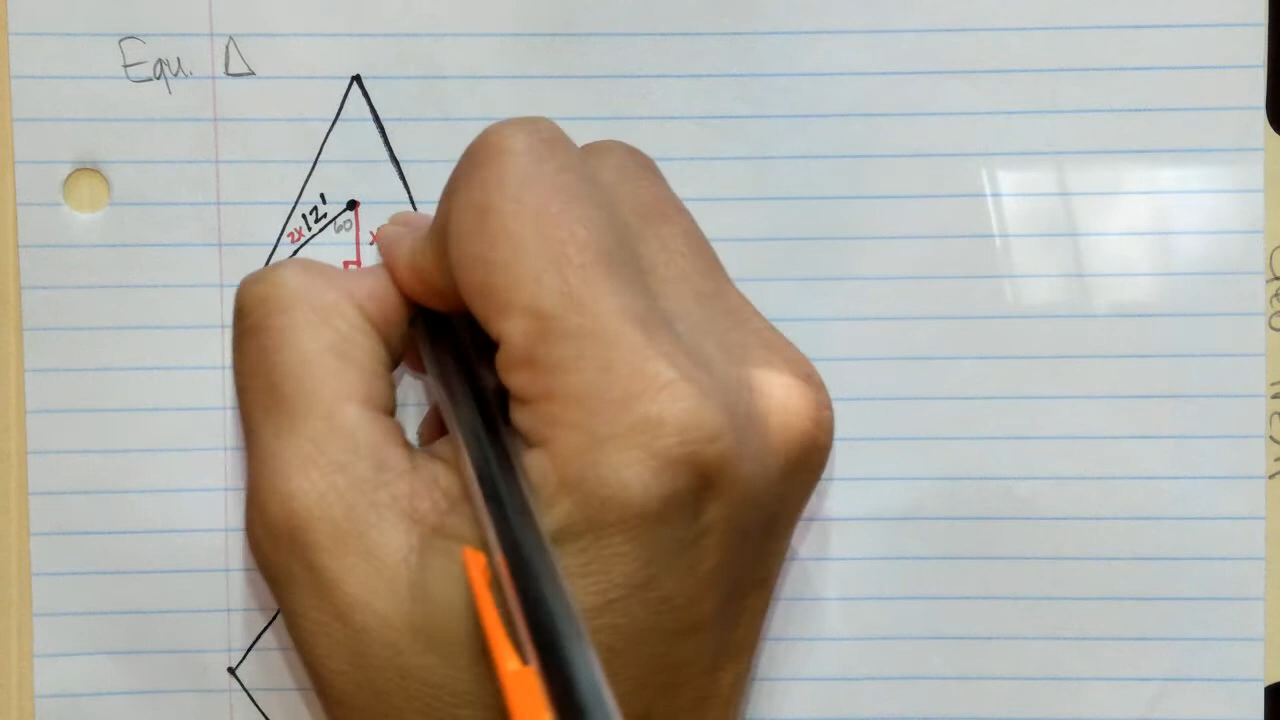 Equ. Δ
2x 12'
60 x